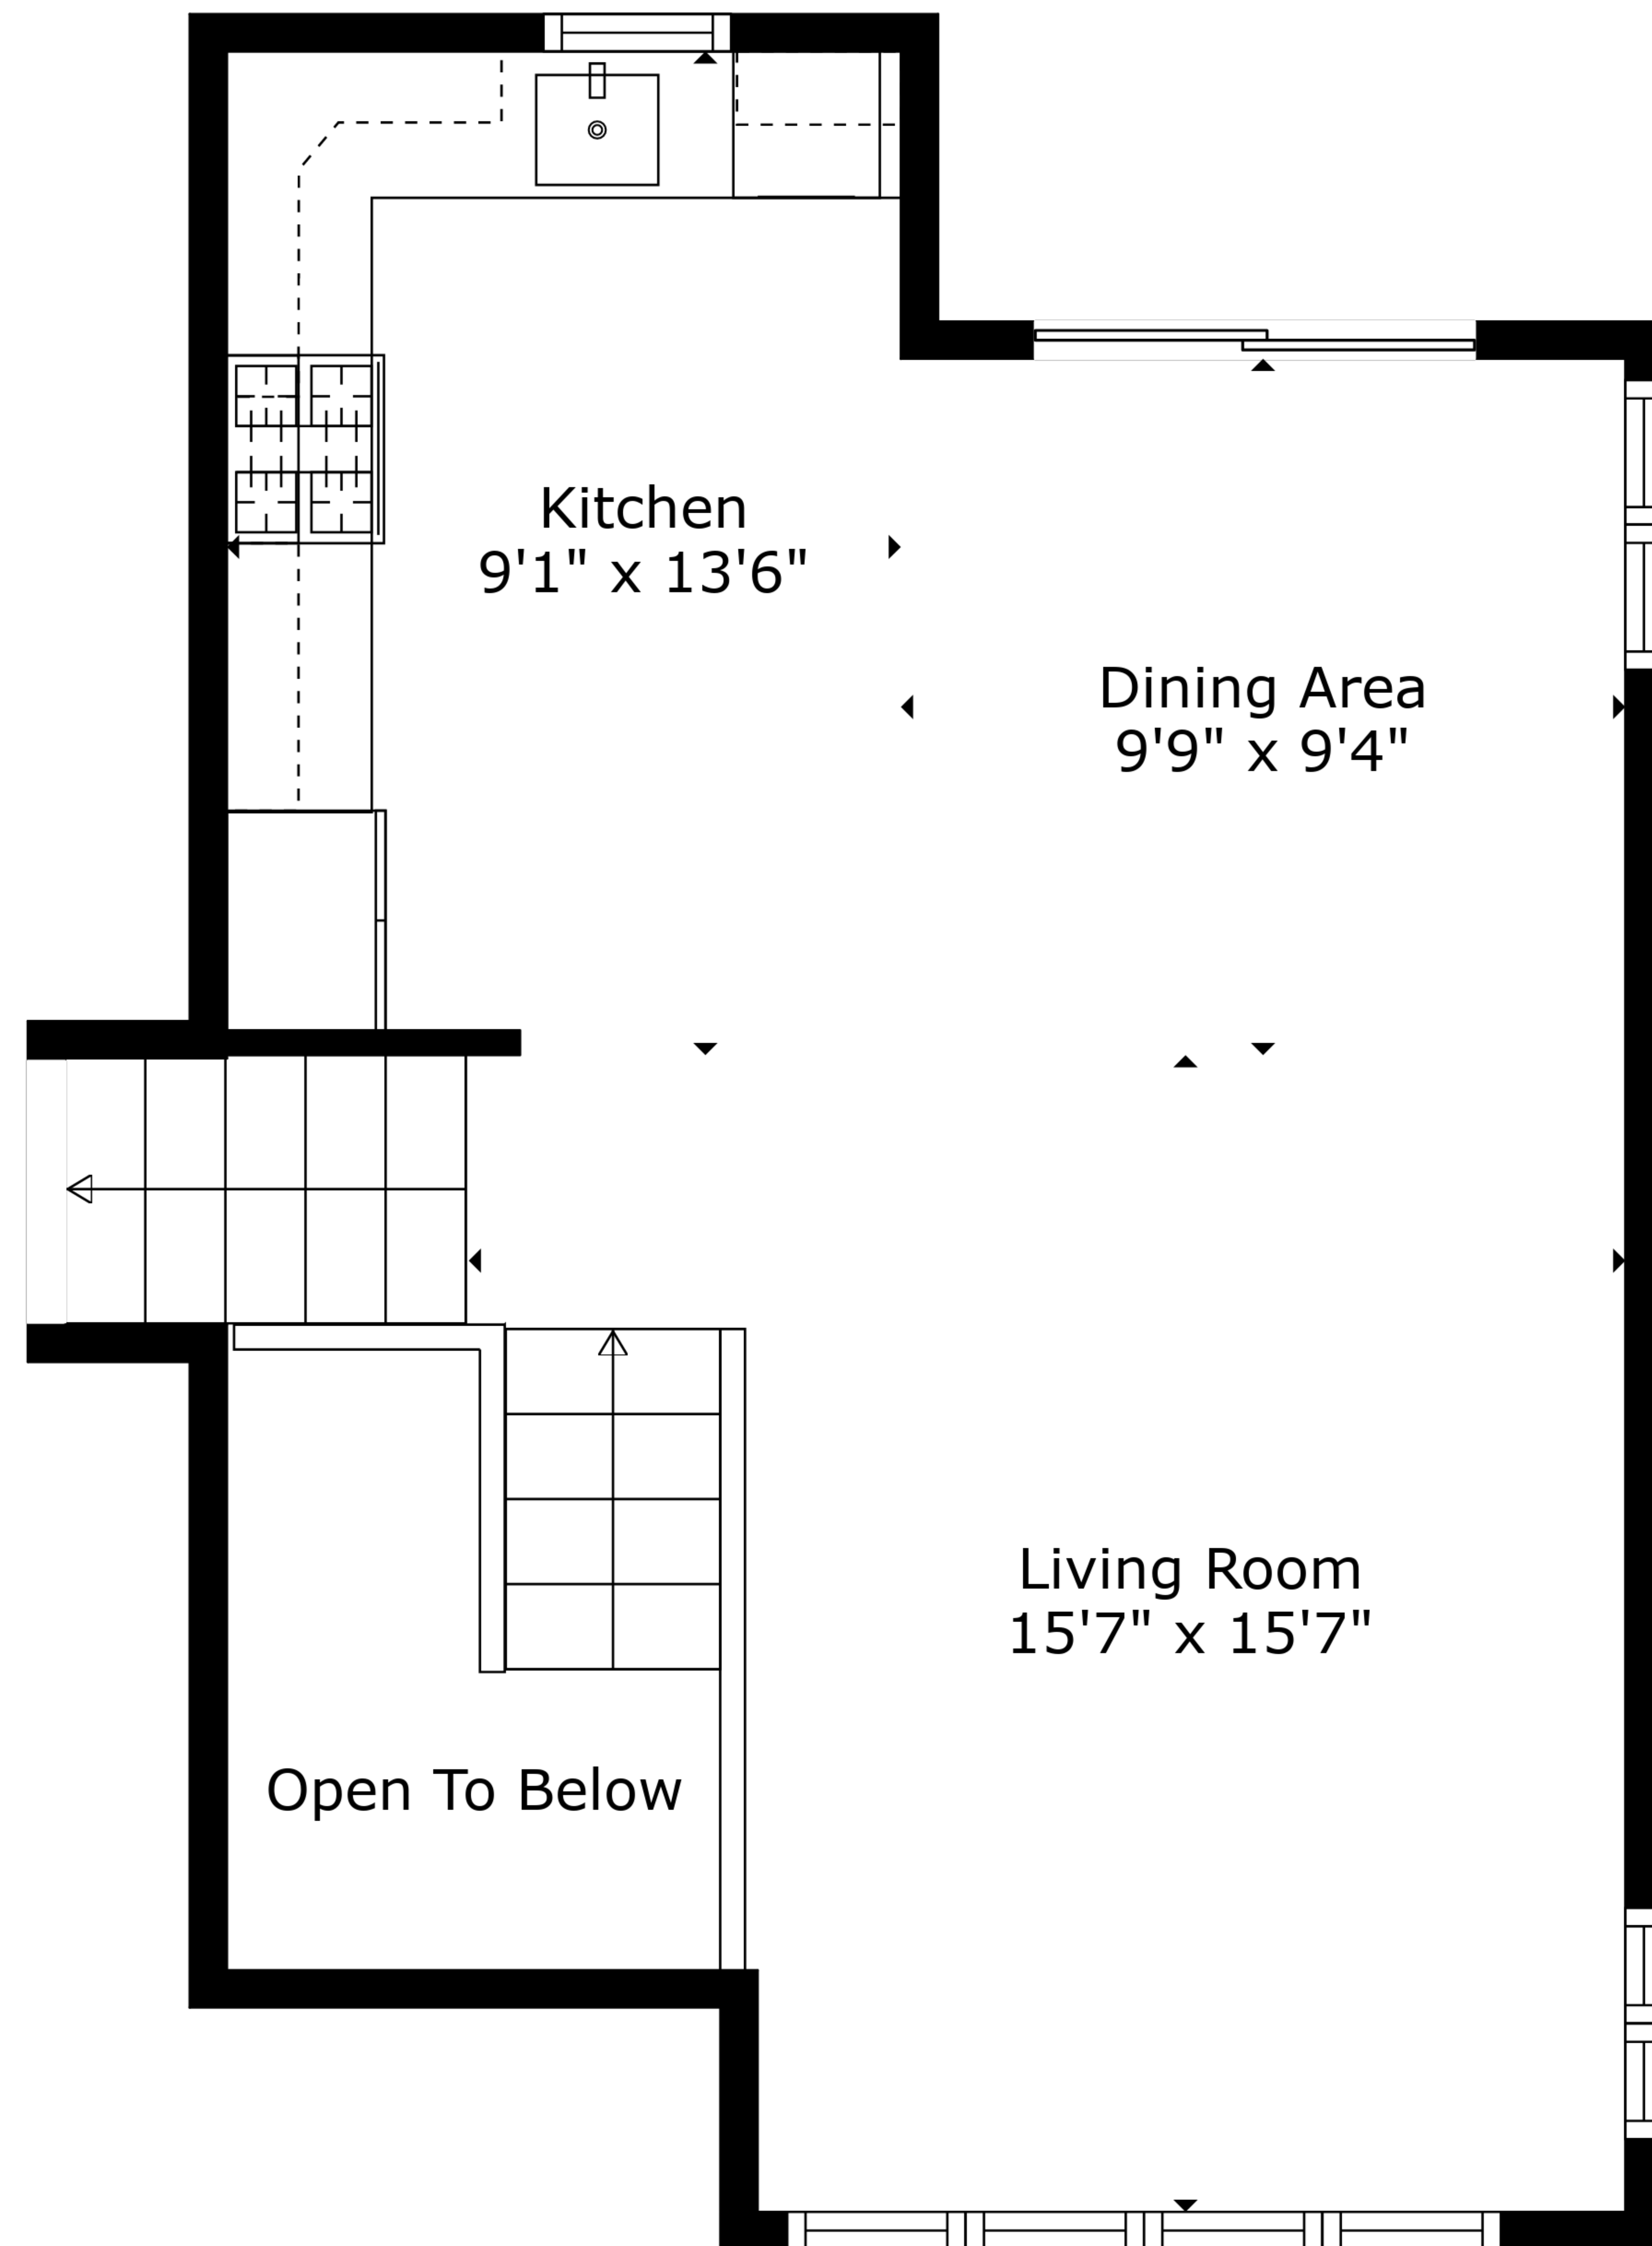 Kitchen
9'1" x 13'6"
Dining Area
9'9" x 9'4"
Living Room
15'7" x 15'7"
Open To Below